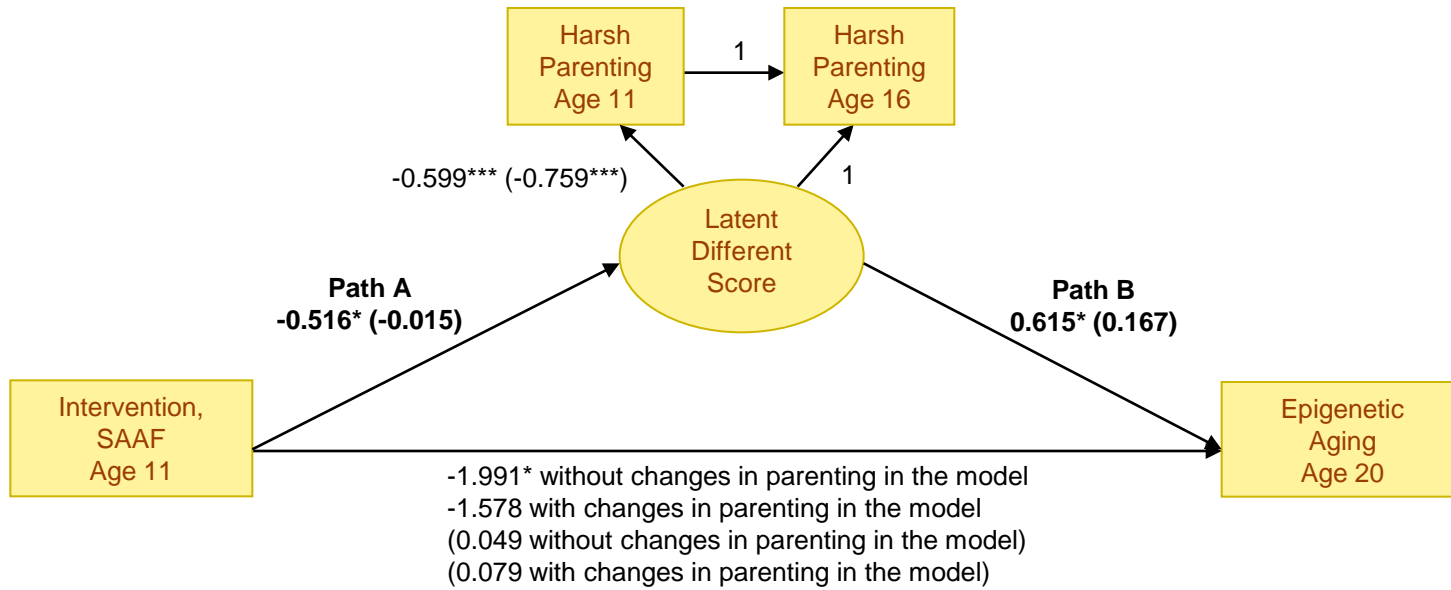 Harsh
Parenting
Age 11
1
Harsh
Parenting
Age 16
-0.599*** (-0.759***)
1
Latent
Different
Score
Path A
-0.516* (-0.015)
Path B
0.615* (0.167)
Intervention,
SAAF
Age 11
Epigenetic
Aging
Age 20
-1.991* without changes in parenting in the model
-1.578 with changes in parenting in the model
(0.049 without changes in parenting in the model)
(0.079 with changes in parenting in the model)